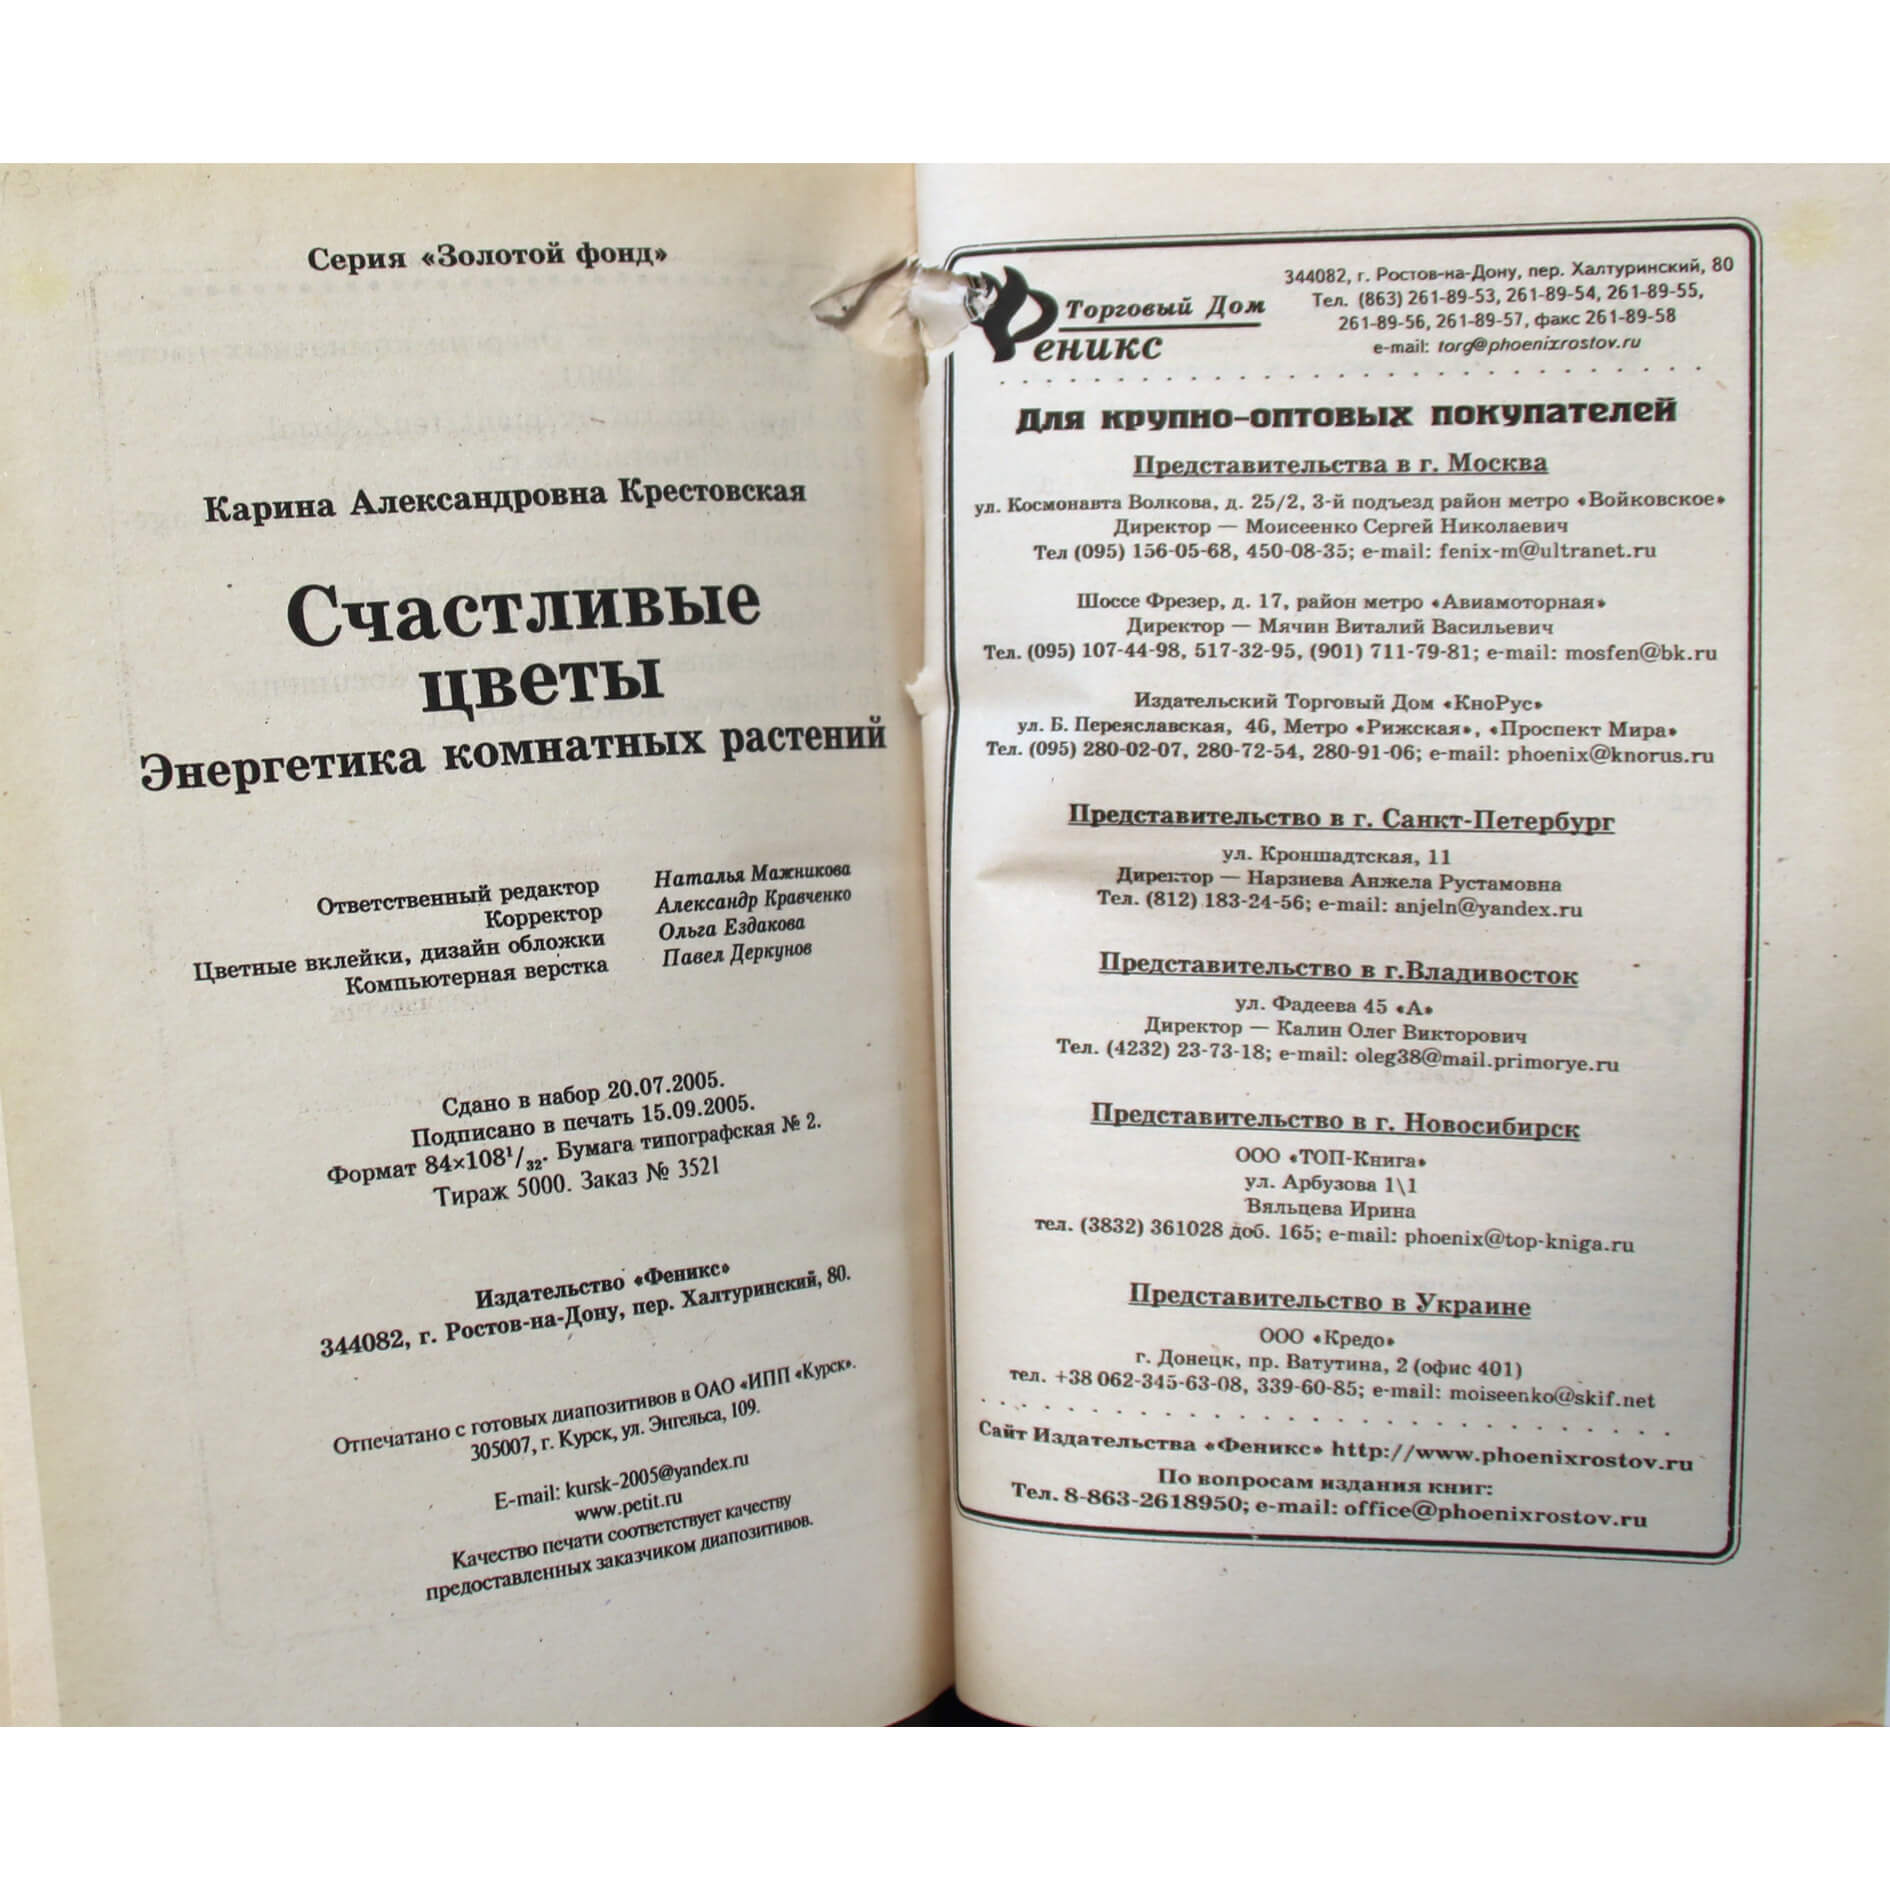 Серия «Золотой фонд»
Карина Александровна Крестовская
Счастливые
цветы
Энергетика комнатных растений
Ответственный редактор Наталья Мажникова
Корректор Александр Кравченко
Цветные вклейки, дизайн обложки Ольга Ездакова
Компьютерная верстка Павел Деркунов
Сдано в набор 20.07.2005.
Подписано в печать 15.09.2005.
Формат 84×108¹/₃₂. Бумага типографская № 2.
Тираж 5000. Заказ № 3521
Издательство «Феникс»
344082, г. Ростов-на-Дону, пер. Халтуринский, 80.
Отпечатано с готовых диапозитивов в ОАО «ИПП «Курск».
305007, г. Курск, ул. Энгельса, 109.
E-mail: kursk-2005@yandex.ru
www.petit.ru
Качество печати соответствует качеству
предоставленных заказчиком диапозитивов.
Торговый Дом
Феникс
344082, г. Ростов-на-Дону, пер. Халтуринский, 80
Тел. (863) 261-89-53, 261-89-54, 261-89-55,
261-89-56, 261-89-57, факс 261-89-58
e-mail: torg@phoenixrostov.ru
Для крупно-оптовых покупателей
Представительства в г. Москва
ул. Космонавта Волкова, д. 25/2, 3-й подъезд район метро «Войковское»
Директор — Моисеенко Сергей Николаевич
Тел (095) 156-05-68, 450-08-35; e-mail: fenix-m@ultranet.ru
Шоссе Фрезер, д. 17, район метро «Авиамоторная»
Директор — Мячин Виталий Васильевич
Тел. (095) 107-44-98, 517-32-95, (901) 711-79-81; e-mail: mosfen@bk.ru
Издательский Торговый Дом «КноРус»
ул. Б. Переяславская, 46, Метро «Рижская», «Проспект Мира»
Тел. (095) 280-02-07, 280-72-54, 280-91-06; e-mail: phoenix@knorus.ru
Представительство в г. Санкт-Петербург
ул. Кроншадтская, 11
Директор — Нарзиева Анжела Рустамовна
Тел. (812) 183-24-56; e-mail: anjeln@yandex.ru
Представительство в г.Владивосток
ул. Фадеева 45 «А»
Директор — Калин Олег Викторович
Тел. (4232) 23-73-18; e-mail: oleg38@mail.primorye.ru
Представительство в г. Новосибирск
ООО «ТОП-Книга»
ул. Арбузова 1\1
Вяльцева Ирина
тел. (3832) 361028 доб. 165; e-mail: phoenix@top-kniga.ru
Представительство в Украине
ООО «Кредо»
г. Донецк, пр. Ватутина, 2 (офис 401)
тел. +38 062-345-63-08, 339-60-85; e-mail: moiseenko@skif.net
Сайт Издательства «Феникс» http://www.phoenixrostov.ru
По вопросам издания книг:
Тел. 8-863-2618950; e-mail: office@phoenixrostov.ru